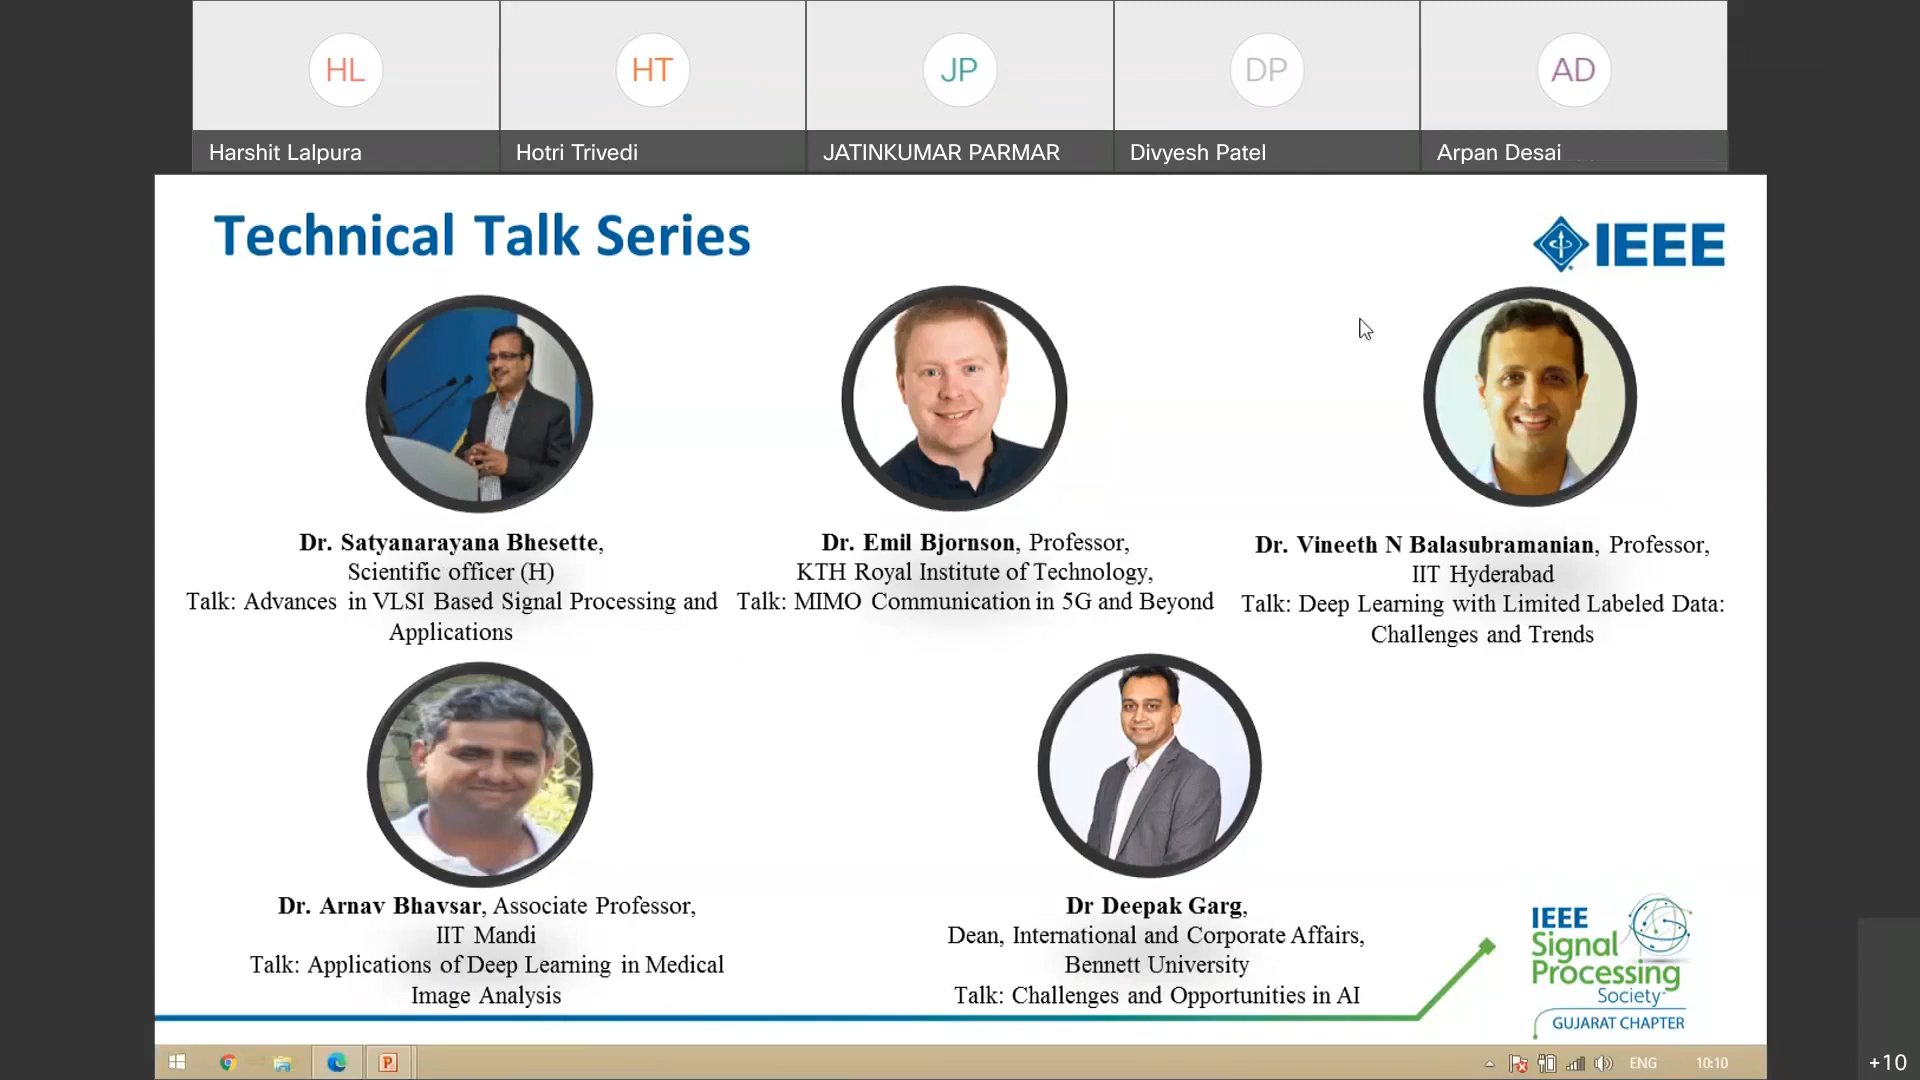 HL
HT
JP
DP
AD
Harshit Lalpura
Hotri Trivedi
JATINKUMAR PARMAR
Divyesh Patel
Arpan Desai
Technical Talk Series
IEEE
Dr. Satyanarayana Bhesette,
Scientific officer (H)
Talk: Advances in VLSI Based Signal Processing and
Applications
Dr. Emil Bjornson, Professor,
KTH Royal Institute of Technology,
Talk: MIMO Communication in 5G and Beyond
Dr. Vineeth N Balasubramanian, Professor,
IIT Hyderabad
Talk: Deep Learning with Limited Labeled Data:
Challenges and Trends
Dr. Arnav Bhavsar, Associate Professor,
IIT Mandi
Talk: Applications of Deep Learning in Medical
Image Analysis
Dr Deepak Garg,
Dean, International and Corporate Affairs,
Bennett University
Talk: Challenges and Opportunities in AI
IEEE
Signal
Processing
Society
GUJARAT CHAPTER
ENG
10:10
+10